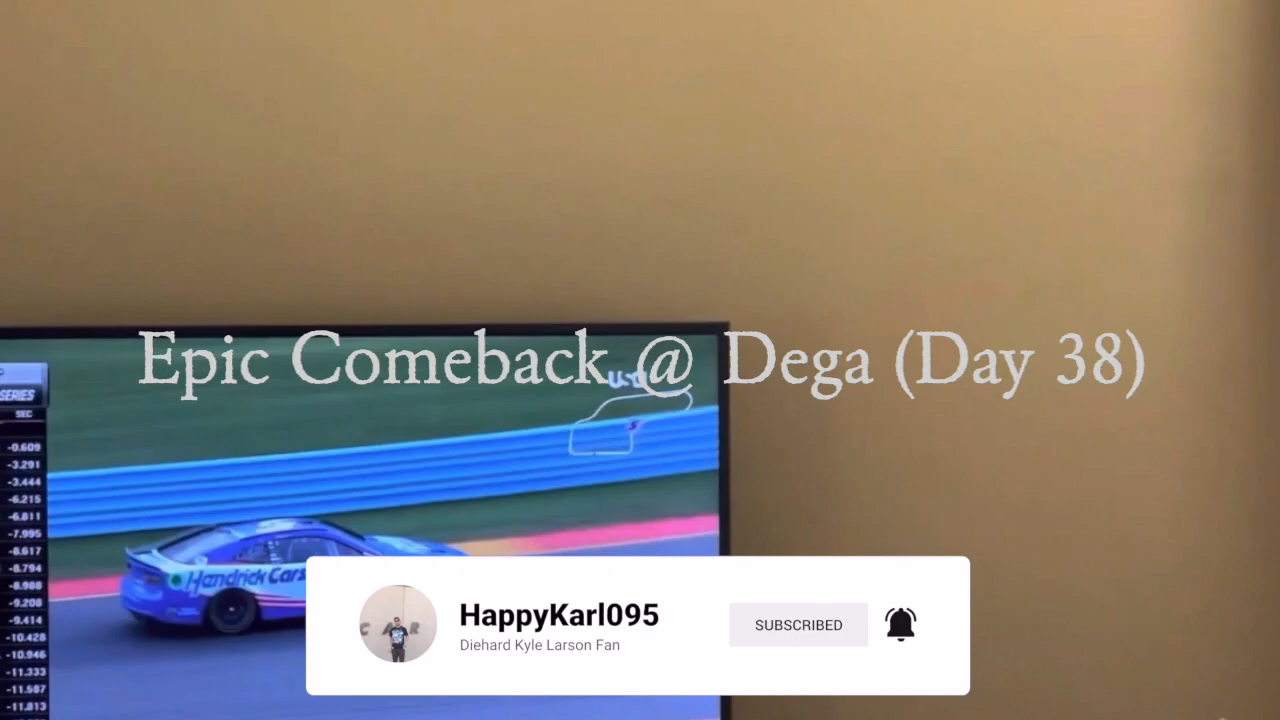 Epic Comeback @ Dega (Day 38)
SERIES
SEC
-0.609
-3.291
-3.444
-6.215
-6.811
-7.995
-8.617
-8.794
-8.988
-9.208
-9.414
-10.428
-10.946
-11.333
-11.587
-11.813
USA
5
Hendrick Cars
HappyKarl095
Diehard Kyle Larson Fan
SUBSCRIBED